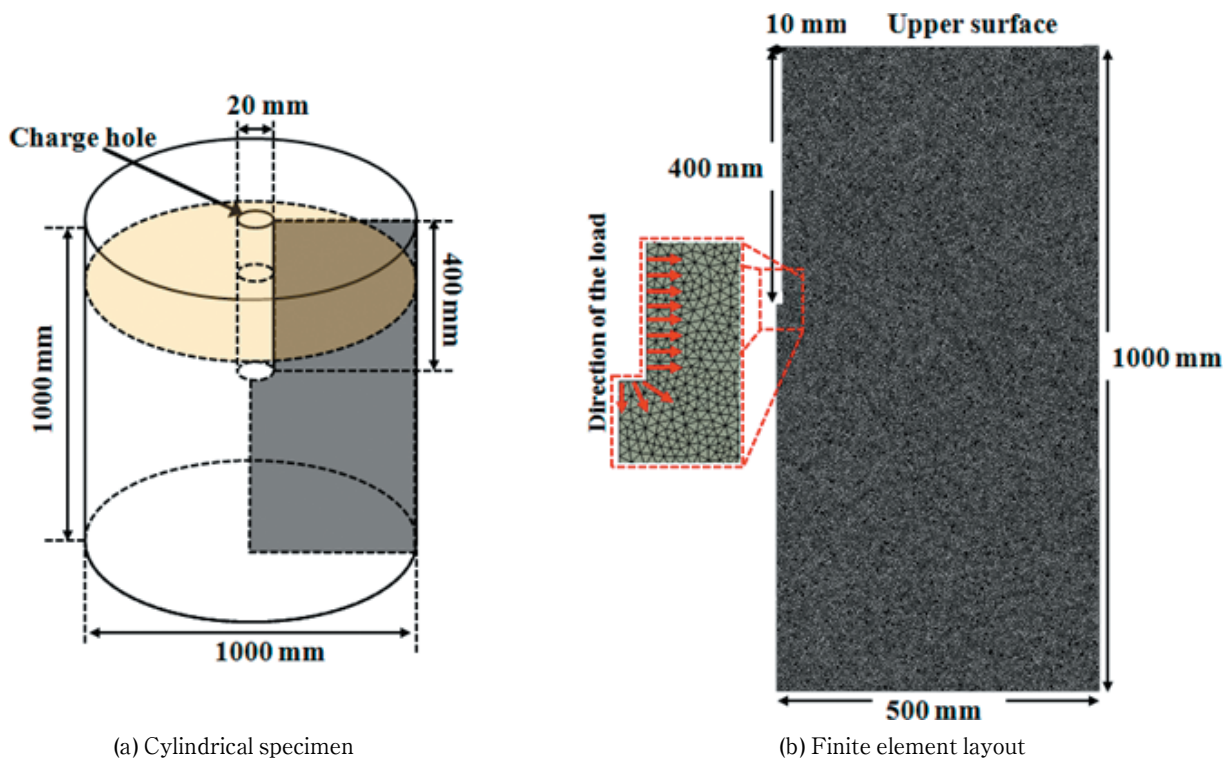 10 mm Upper surface
20 mm
Charge hole
400 mm
400 mm
1000 mm
Direction of the load
1000 mm
1000 mm
500 mm
(a) Cylindrical specimen
(b) Finite element layout